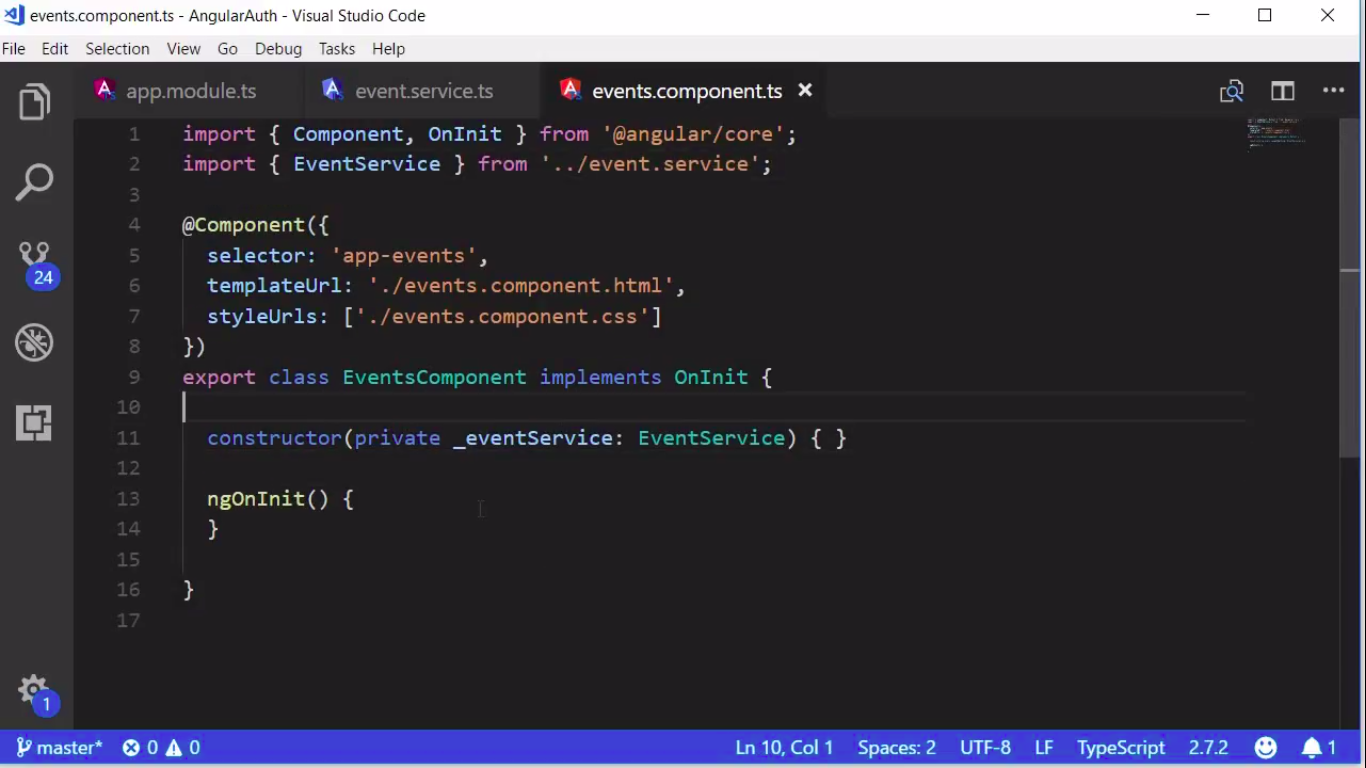 events.component.ts - AngularAuth - Visual Studio Code
File Edit Selection View Go Debug Tasks Help
app.module.ts event.service.ts events.component.ts
1 import { Component, OnInit } from '@angular/core';
2 import { EventService } from '../event.service';
3
4 @Component({
5 selector: 'app-events',
6 templateUrl: './events.component.html',
7 styleUrls: ['./events.component.css']
8 })
9 export class EventsComponent implements OnInit {
10
11 constructor(private _eventService: EventService) { }
12
13 ngOnInit() {
14 }
15
16 }
17
24
1
master* 0 0 Ln 10, Col 1 Spaces: 2 UTF-8 LF TypeScript 2.7.2 1